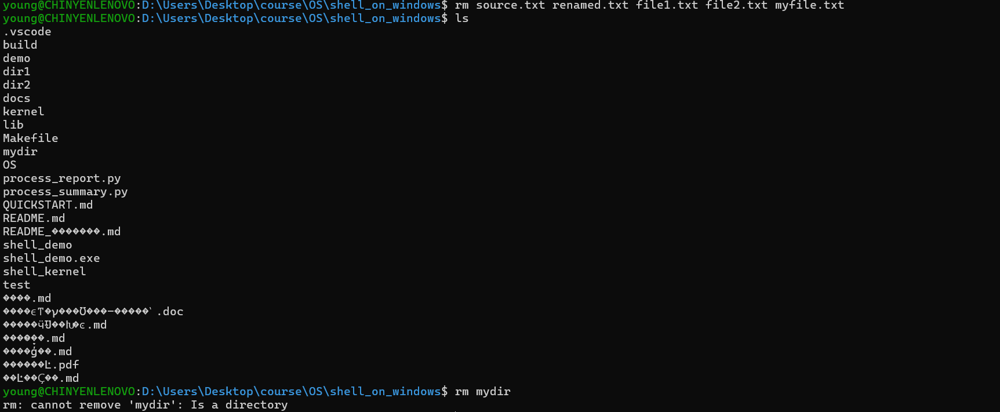 young@CHINYENLENOVO:D:\Users\Desktop\course\OS\shell_on_windows$ rm source.txt renamed.txt file1.txt file2.txt myfile.txt
young@CHINYENLENOVO:D:\Users\Desktop\course\OS\shell_on_windows$ ls
.vscode
build
demo
dir1
dir2
docs
kernel
lib
Makefile
mydir
OS
process_report.py
process_summary.py
QUICKSTART.md
README.md
README_�������.md
shell_demo
shell_demo.exe
shell_kernel
test
����.md
.doc
.md
������.md
.md
.pdf
.md
young@CHINYENLENOVO:D:\Users\Desktop\course\OS\shell_on_windows$ rm mydir
rm: cannot remove 'mydir': Is a directory